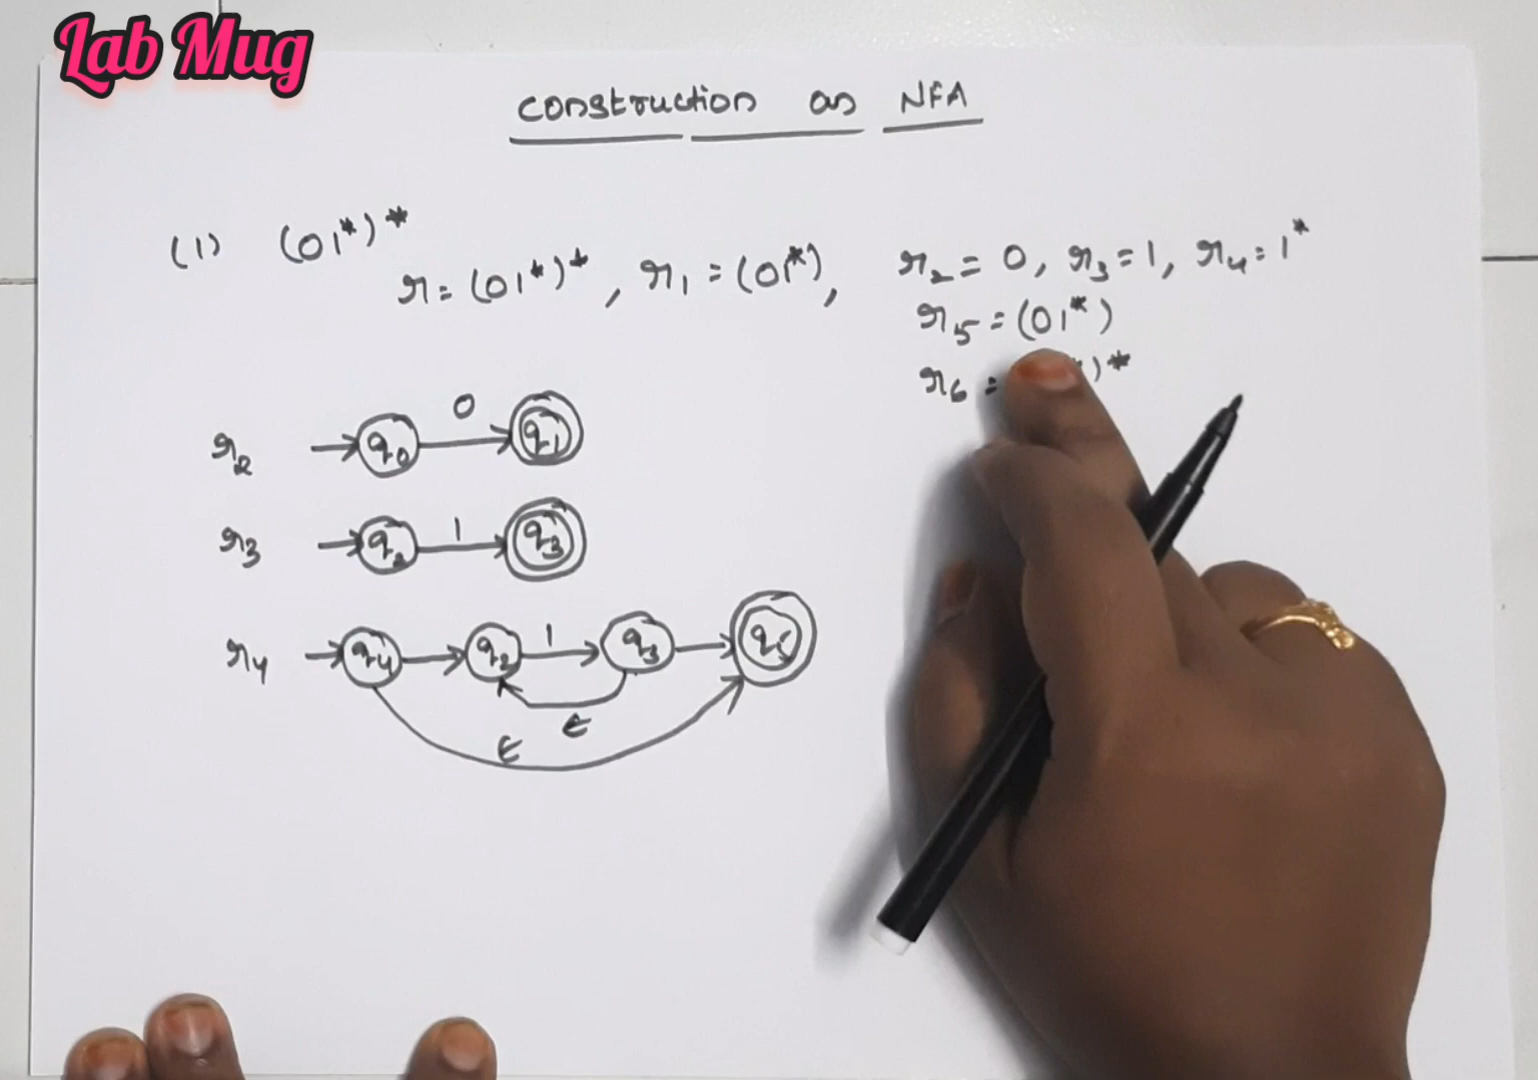 Lab Mug
construction as NFA
(1) (01*)*
r = (01*)*, r1 = (01*), r2 = 0, r3 = 1, r4 = 1*
r5 = (01*)
r6 = )*
r2 q0 0 q1
r3 q2 1 q3
r4 q4 q2 1 q3 q5
ε
ε